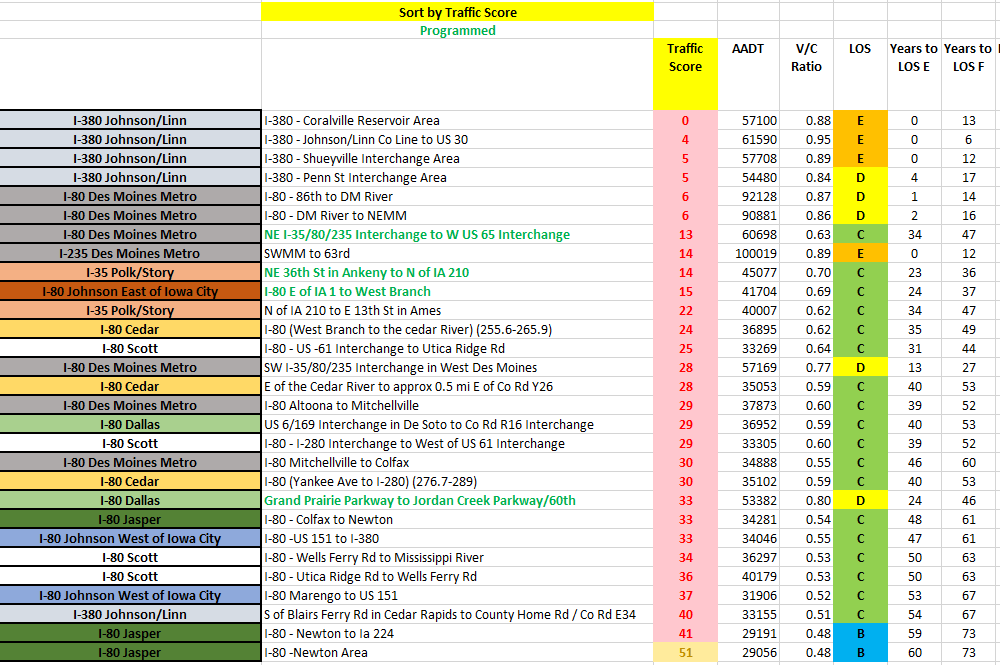 Sort by Traffic Score
Programmed
Traffic Score AADT V/C Ratio LOS Years to LOS E Years to LOS F
I-380 Johnson/Linn I-380 - Coralville Reservoir Area 0 57100 0.88 E 0 13
I-380 Johnson/Linn I-380 - Johnson/Linn Co Line to US 30 4 61590 0.95 E 0 6
I-380 Johnson/Linn I-380 - Shueyville Interchange Area 5 57708 0.89 E 0 12
I-380 Johnson/Linn I-380 - Penn St Interchange Area 5 54480 0.84 D 4 17
I-80 Des Moines Metro I-80 - 86th to DM River 6 92128 0.87 D 1 14
I-80 Des Moines Metro I-80 - DM River to NEMM 6 90881 0.86 D 2 16
I-80 Des Moines Metro NE I-35/80/235 Interchange to W US 65 Interchange 13 60698 0.63 C 34 47
I-235 Des Moines Metro SWMM to 63rd 14 100019 0.89 E 0 12
I-35 Polk/Story NE 36th St in Ankeny to N of IA 210 14 45077 0.70 C 23 36
I-80 Johnson East of Iowa City I-80 E of IA 1 to West Branch 15 41704 0.69 C 24 37
I-35 Polk/Story N of IA 210 to E 13th St in Ames 22 40007 0.62 C 34 47
I-80 Cedar I-80 (West Branch to the cedar River) (255.6-265.9) 24 36895 0.62 C 35 49
I-80 Scott I-80 - US -61 Interchange to Utica Ridge Rd 25 33269 0.64 C 31 44
I-80 Des Moines Metro SW I-35/80/235 Interchange in West Des Moines 28 57169 0.77 D 13 27
I-80 Cedar E of the Cedar River to approx 0.5 mi E of Co Rd Y26 28 35053 0.59 C 40 53
I-80 Des Moines Metro I-80 Altoona to Mitchellville 29 37873 0.60 C 39 52
I-80 Dallas US 6/169 Interchange in De Soto to Co Rd R16 Interchange 29 36952 0.59 C 40 53
I-80 Scott I-80 - I-280 Interchange to West of US 61 Interchange 29 33305 0.60 C 39 52
I-80 Des Moines Metro I-80 Mitchellville to Colfax 30 34888 0.55 C 46 60
I-80 Cedar I-80 (Yankee Ave to I-280) (276.7-289) 30 35102 0.59 C 40 53
I-80 Dallas Grand Prairie Parkway to Jordan Creek Parkway/60th 33 53382 0.80 D 24 46
I-80 Jasper I-80 - Colfax to Newton 33 34281 0.54 C 48 61
I-80 Johnson West of Iowa City I-80 -US 151 to I-380 33 34046 0.55 C 47 61
I-80 Scott I-80 - Wells Ferry Rd to Mississippi River 34 36297 0.53 C 50 63
I-80 Scott I-80 - Utica Ridge Rd to Wells Ferry Rd 36 40179 0.53 C 50 63
I-80 Johnson West of Iowa City I-80 Marengo to US 151 37 31906 0.52 C 53 67
I-380 Johnson/Linn S of Blairs Ferry Rd in Cedar Rapids to County Home Rd / Co Rd E34 40 33155 0.51 C 54 67
I-80 Jasper I-80 - Newton to Ia 224 41 29191 0.48 B 59 73
I-80 Jasper I-80 -Newton Area 51 29056 0.48 B 60 73